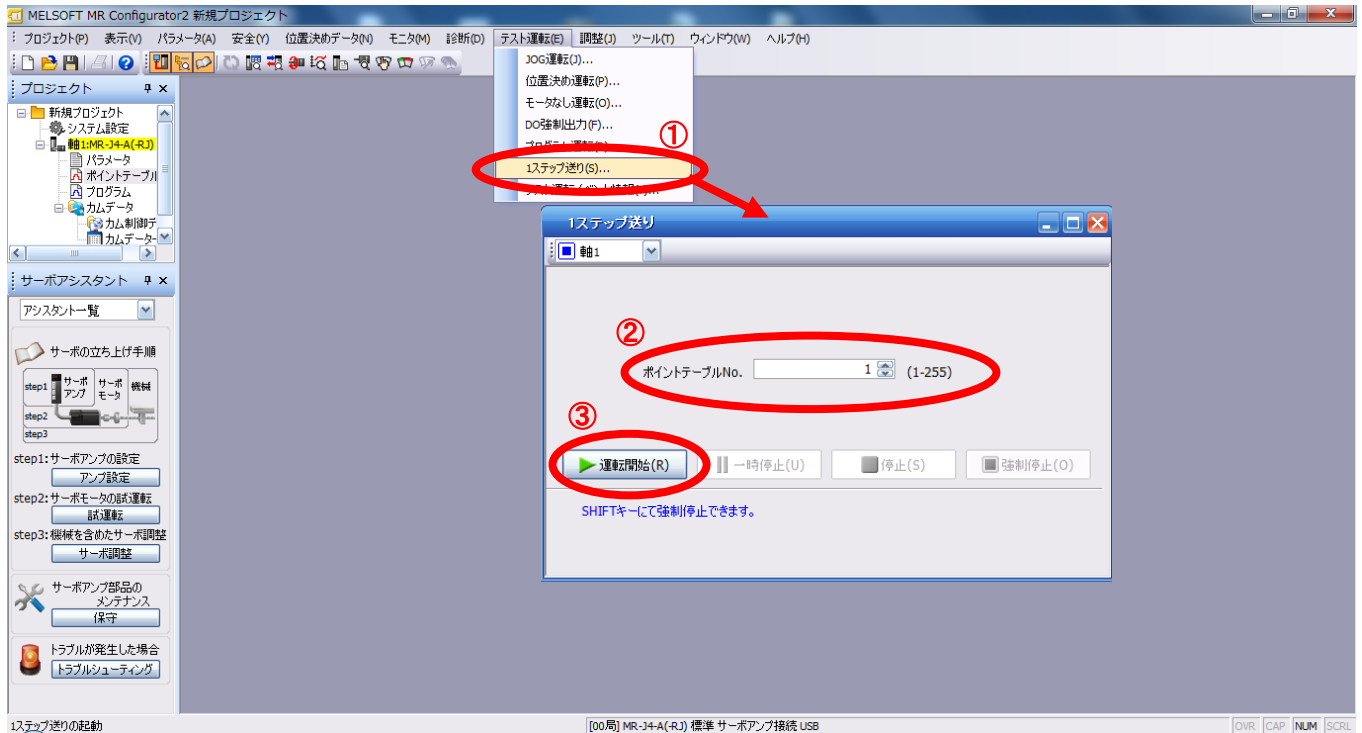 MELSOFT MR Configurator2 新規プロジェクト
プロジェクト(P) 表示(V) パラメータ(A) 安全(Y) 位置決めデータ(N) モニタ(M) 診断(D) テスト運転(E) 調整(J) ツール(T) ウィンドウ(W) ヘルプ(H)
JOG運転(J)...
位置決め運転(P)...
モータなし運転(O)...
DO強制出力(F)...
①
1ステップ送り(S)...
プロジェクト
新規プロジェクト
システム設定
軸1:MR-J4-A(-RJ)
パラメータ
ポイントテーブル
プログラム
カムデータ
カム制御デ
カムデータ-
サーボアシスタント
アシスタント一覧
サーボの立ち上げ手順
step1
サーボ
アンプ
サーボ
モータ
機械
step2
step3
step1:サーボアンプの設定
アンプ設定
step2:サーボモータの試運転
試運転
step3:機械を含めたサーボ調整
サーボ調整
サーボアンプ部品の
メンテナンス
保守
トラブルが発生した場合
トラブルシューティング
1ステップ送り
軸1
②
ポイントテーブルNo. 1 (1-255)
③
運転開始(R) 一時停止(U) 停止(S) 強制停止(O)
SHIFTキーにて強制停止できます。
1ステップ送りの起動
[00局] MR-J4-A(-RJ) 標準 サーボアンプ接続 USB
OVR CAP NUM SCRL